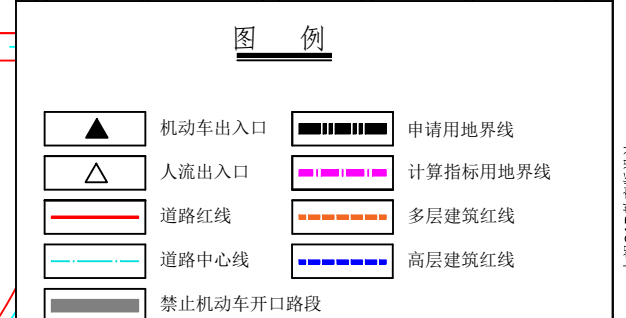 图 例
机动车出入口
申请用地界线
人流出入口
计算指标用地界线
道路红线
多层建筑红线
道路中心线
高层建筑红线
禁止机动车开口路段